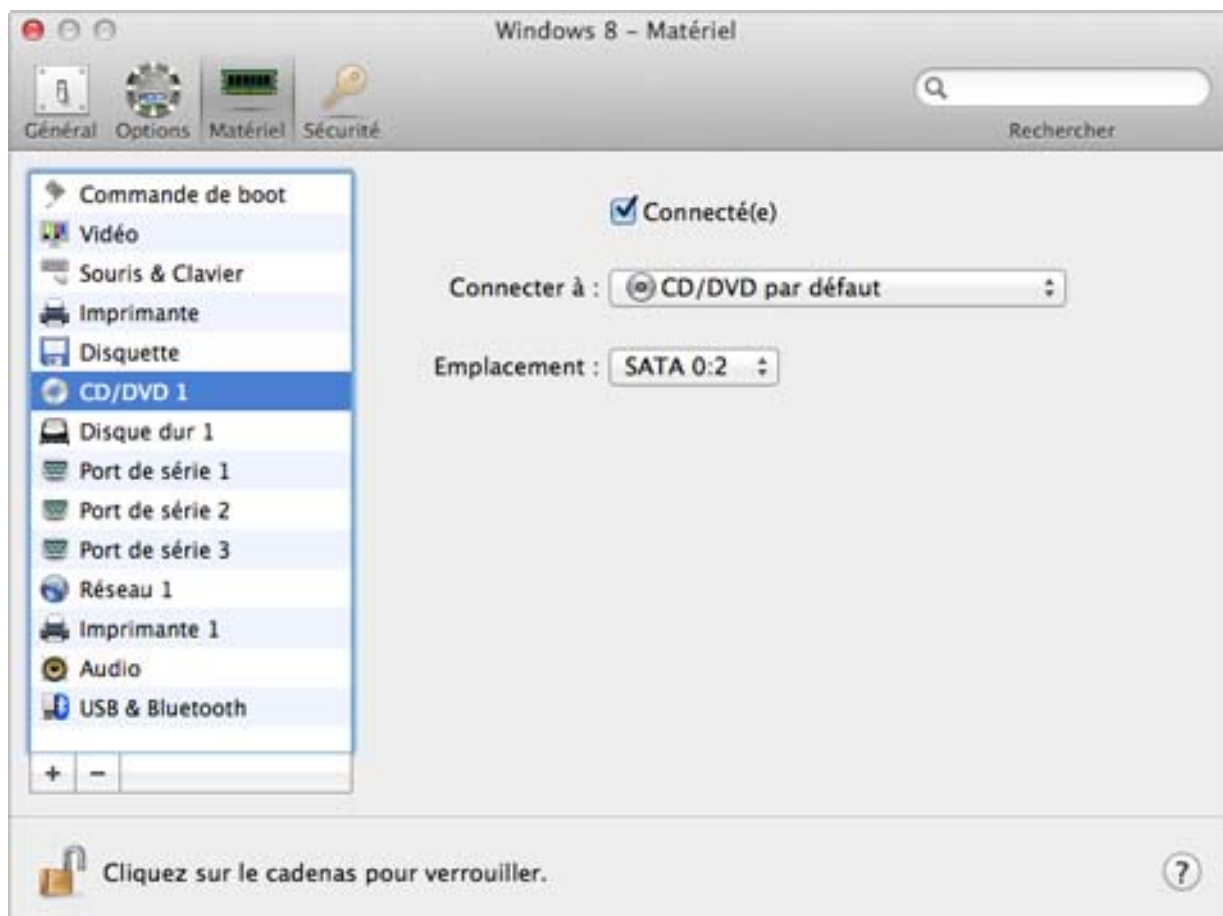 Windows 8 – Matériel
Général Options Matériel Sécurité
Rechercher
Commande de boot
Vidéo
Souris & Clavier
Imprimante
Disquette
CD/DVD 1
Disque dur 1
Port de série 1
Port de série 2
Port de série 3
Réseau 1
Imprimante 1
Audio
USB & Bluetooth
+ −
Connecté(e)
Connecter à : CD/DVD par défaut
Emplacement : SATA 0:2
Cliquez sur le cadenas pour verrouiller.
?